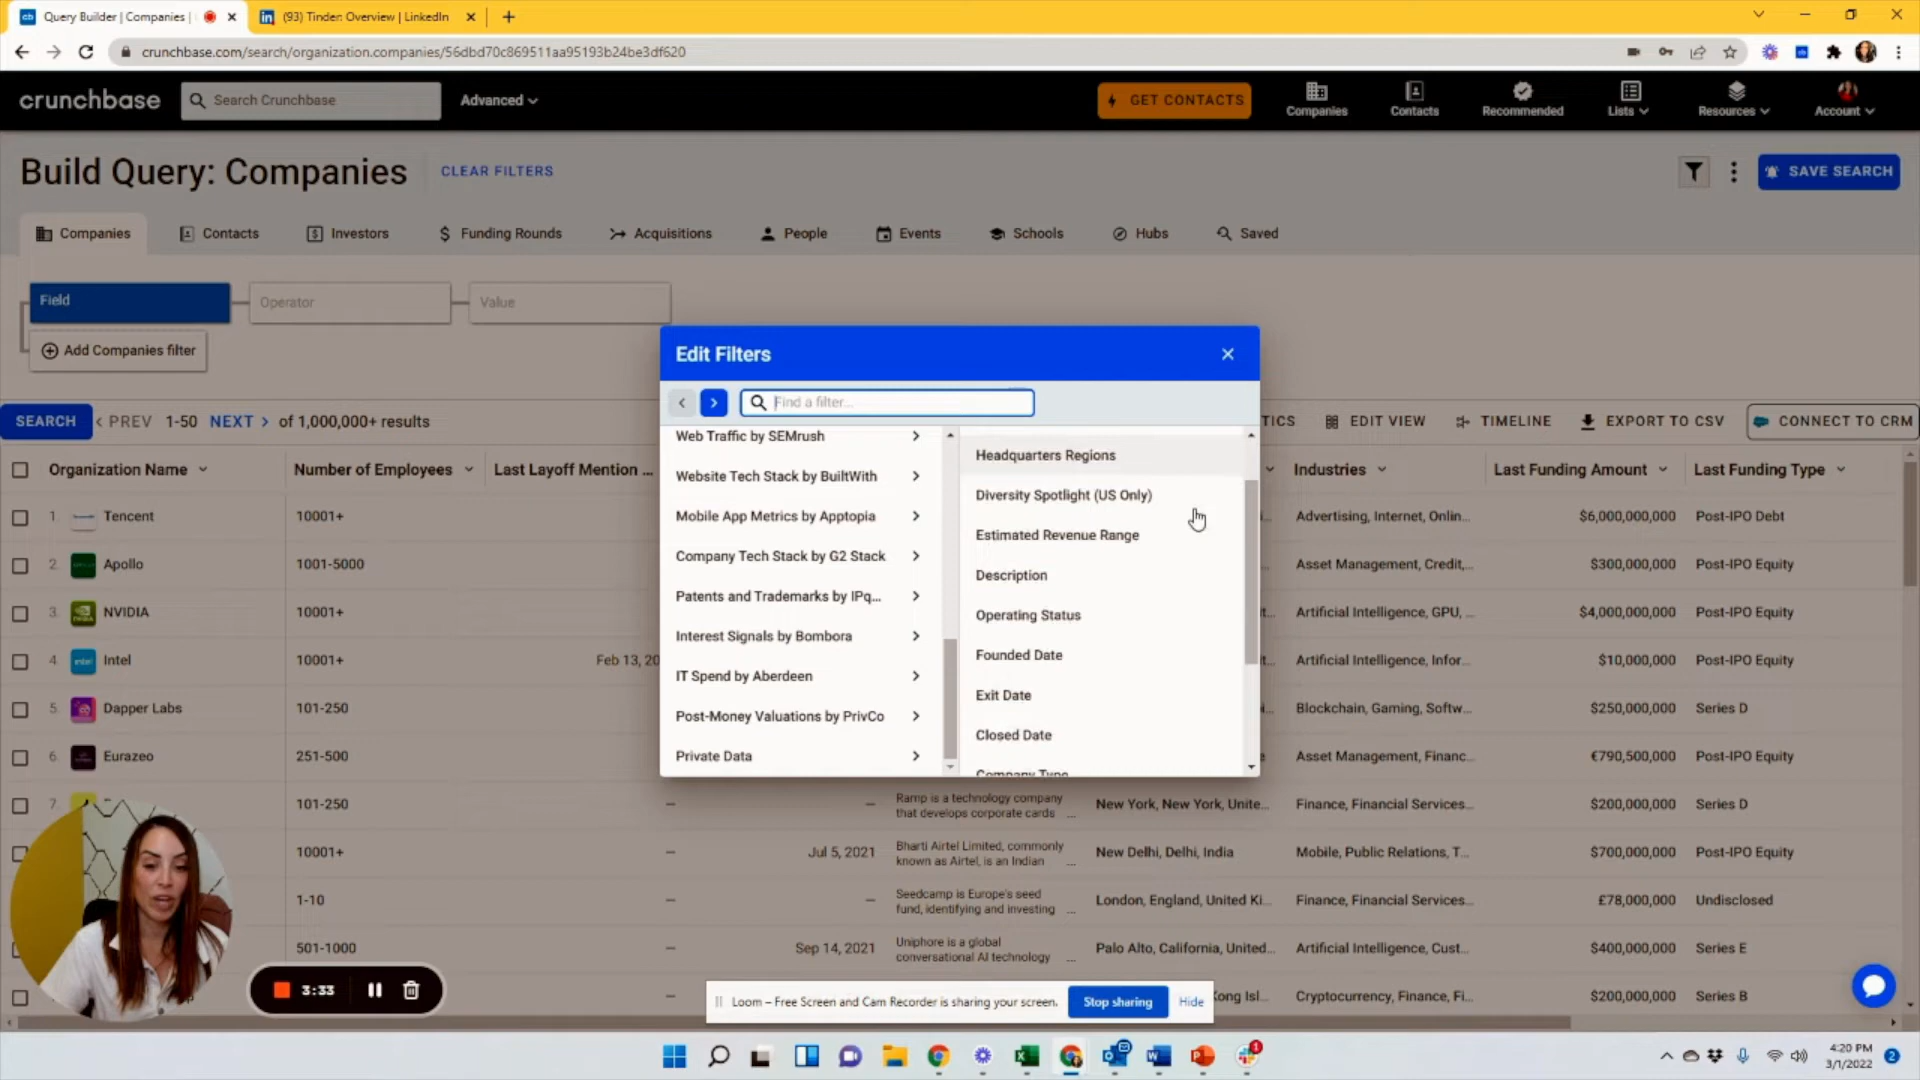 Query Builder | Companies |
(93) Tinder: Overview | LinkedIn
crunchbase.com/search/organization.companies/56dbd70c869511aa95193b24be3df620
crunchbase
Search Crunchbase
Advanced
GET CONTACTS
Companies
Contacts
Recommended
Lists
Resources
Account
Build Query: Companies
CLEAR FILTERS
SAVE SEARCH
Companies
Contacts
Investors
Funding Rounds
Acquisitions
People
Events
Schools
Hubs
Saved
Field
Operator
Value
Add Companies filter
Edit Filters
Find a filter...
SEARCH
PREV
1-50
NEXT
of 1,000,000+ results
TICS
EDIT VIEW
TIMELINE
EXPORT TO CSV
CONNECT TO CRM
Organization Name
Number of Employees
Last Layoff Mention ...
Industries
Last Funding Amount
Last Funding Type
Web Traffic by SEMrush
Website Tech Stack by BuiltWith
Mobile App Metrics by Apptopia
Company Tech Stack by G2 Stack
Patents and Trademarks by IPq...
Interest Signals by Bombora
IT Spend by Aberdeen
Post-Money Valuations by PrivCo
Private Data
Headquarters Regions
Diversity Spotlight (US Only)
Estimated Revenue Range
Description
Operating Status
Founded Date
Exit Date
Closed Date
Company Type
1 Tencent 10001+ Advertising, Internet, Onlin... $6,000,000,000 Post-IPO Debt
2. Apollo 1001-5000 Asset Management, Credit,... $300,000,000 Post-IPO Equity
3. NVIDIA 10001+ Artificial Intelligence, GPU, ... $4,000,000,000 Post-IPO Equity
4. Intel 10001+ Feb 13, 20 Artificial Intelligence, Infor... $10,000,000 Post-IPO Equity
5. Dapper Labs 101-250 Blockchain, Gaming, Softw... $250,000,000 Series D
6. Eurazeo 251-500 Asset Management, Financ... €790,500,000 Post-IPO Equity
7. 101-250 — — Ramp is a technology company that develops corporate cards ... New York, New York, Unite... Finance, Financial Services... $200,000,000 Series D
10001+ — Jul 5, 2021 Bharti Airtel Limited, commonly known as Airtel, is an Indian ... New Delhi, Delhi, India Mobile, Public Relations, T... $700,000,000 Post-IPO Equity
1-10 — — Seedcamp is Europe's seed fund, identifying and investing ... London, England, United Ki... Finance, Financial Services... £78,000,000 Undisclosed
501-1000 — Sep 14, 2021 Uniphore is a global conversational AI technology ... Palo Alto, California, United... Artificial Intelligence, Cust... $400,000,000 Series E
— Kong Isl... Cryptocurrency, Finance, Fi... $200,000,000 Series B
3:33
Loom – Free Screen and Cam Recorder is sharing your screen.
Stop sharing
Hide
4:20 PM
3/1/2022
2